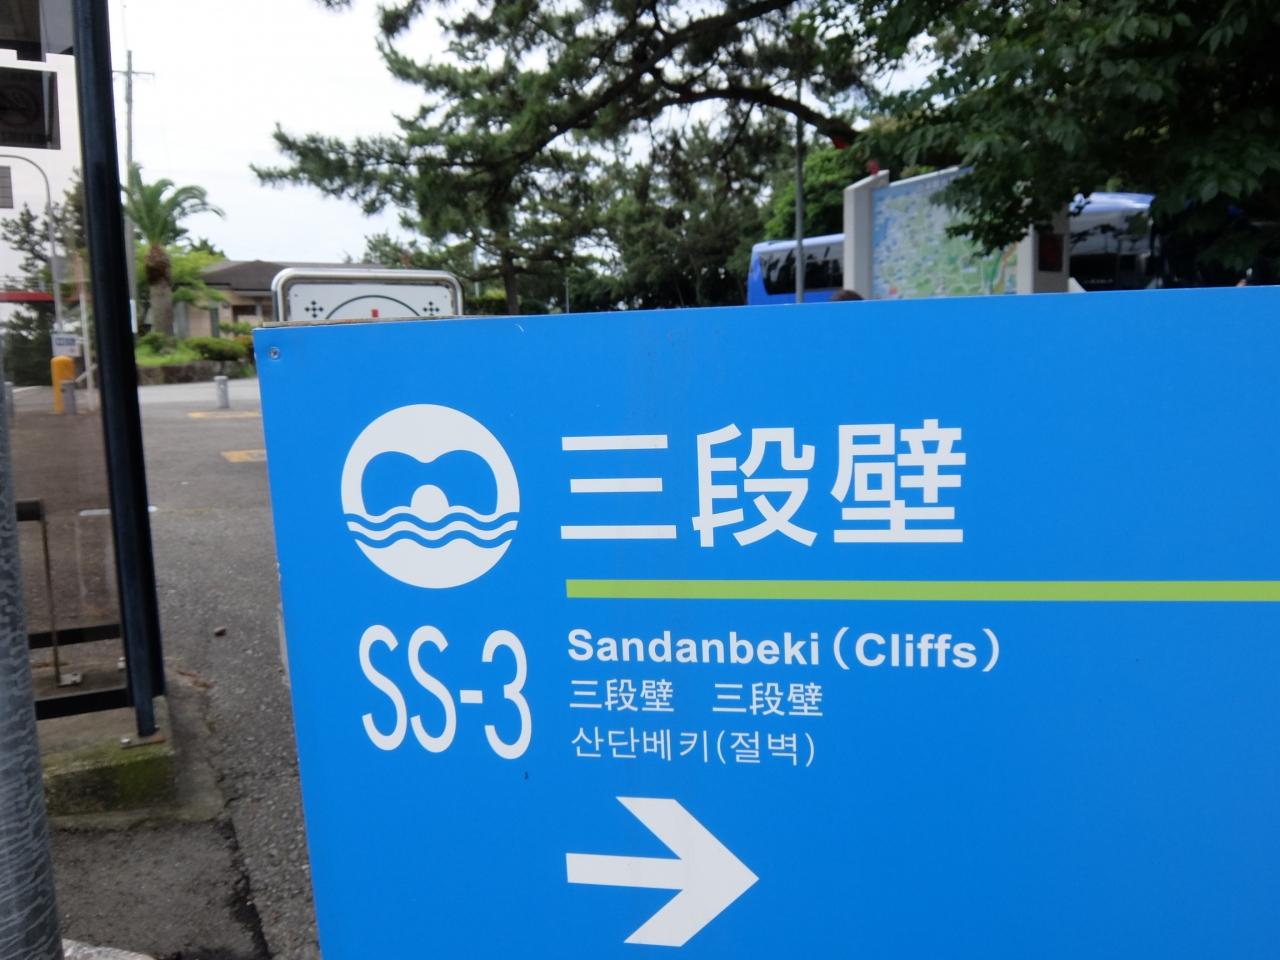 三段壁
SS-3
Sandanbeki (Cliffs)
三段壁　三段壁
산단베키(절벽)